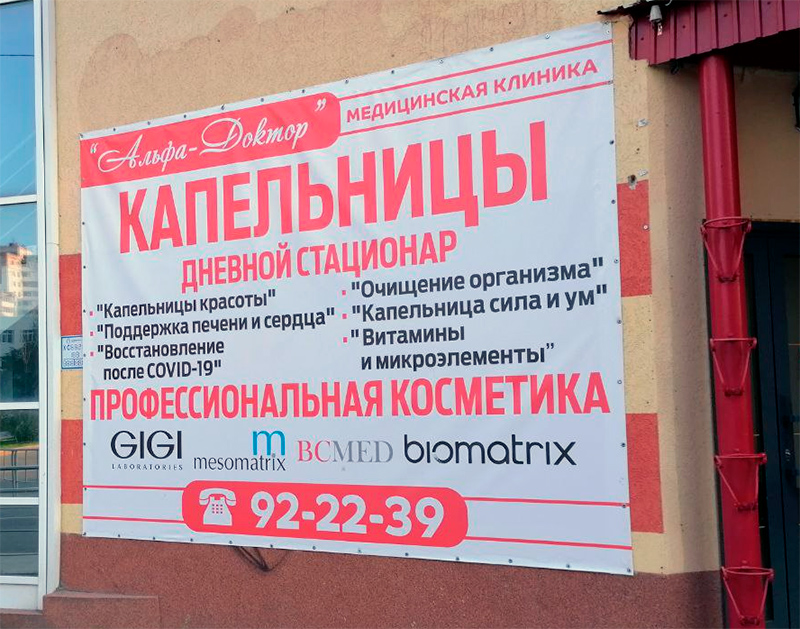 "Альфа-Доктор"
МЕДИЦИНСКАЯ КЛИНИКА
КАПЕЛЬНИЦЫ
ДНЕВНОЙ СТАЦИОНАР
"Капельницы красоты"
"Поддержка печени и сердца"
"Восстановление
после COVID-19"
"Очищение организма"
"Капельница сила и ум"
"Витамины
и микроэлементы"
ПРОФЕССИОНАЛЬНАЯ КОСМЕТИКА
GIGI
LABORATORIES
m
mesomatrix
BCMED
biomatrix
92-22-39